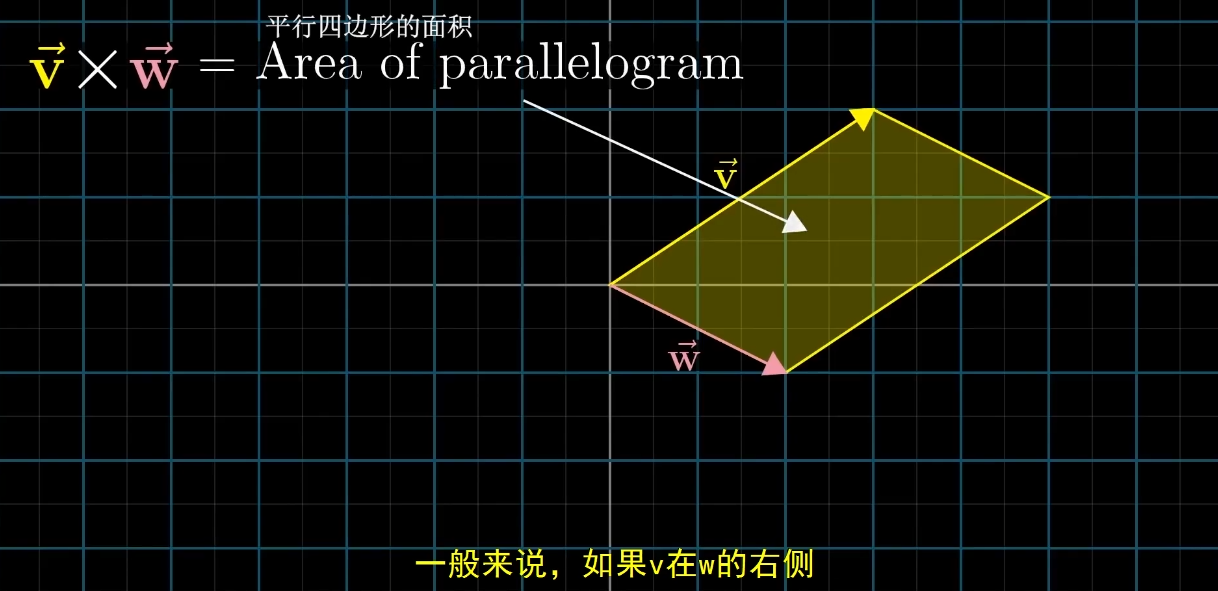 平行四边形的面积
v⃗ × w⃗ = Area of parallelogram
v⃗
w⃗
一般来说，如果v在w的右侧